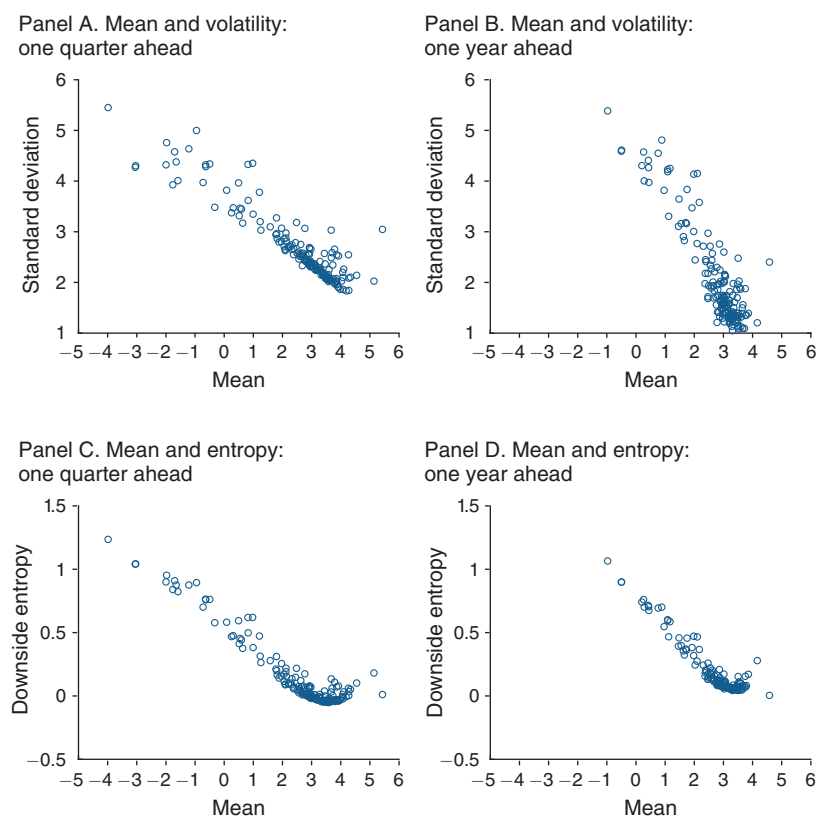 Panel A. Mean and volatility:
one quarter ahead
6
5
4
3
2
1
Standard deviation
−5 −4 −3 −2 −1 0 1 2 3 4 5 6
Mean
Panel B. Mean and volatility:
one year ahead
6
5
4
3
2
1
Standard deviation
−5 −4 −3 −2 −1 0 1 2 3 4 5 6
Mean
Panel C. Mean and entropy:
one quarter ahead
1.5
1
0.5
0
−0.5
Downside entropy
−5 −4 −3 −2 −1 0 1 2 3 4 5 6
Mean
Panel D. Mean and entropy:
one year ahead
1.5
1
0.5
0
−0.5
Downside entropy
−5 −4 −3 −2 −1 0 1 2 3 4 5 6
Mean